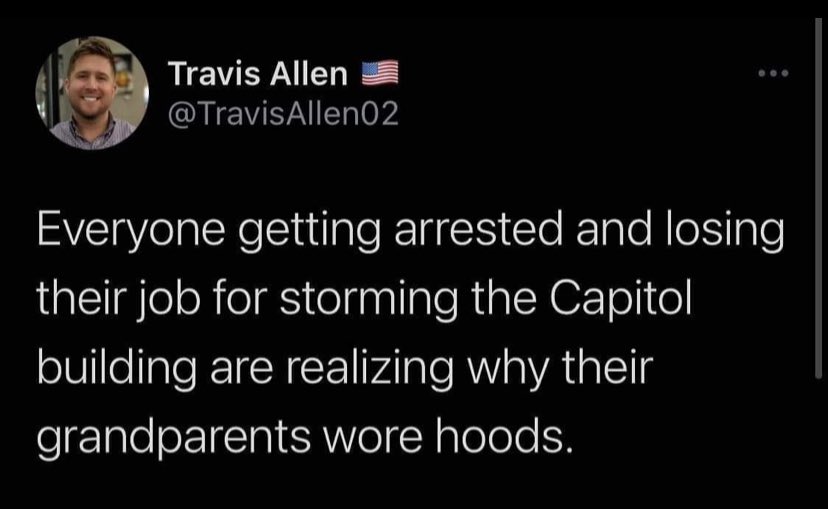 Travis Allen 🇺🇸
@TravisAllen02
Everyone getting arrested and losing
their job for storming the Capitol
building are realizing why their
grandparents wore hoods.